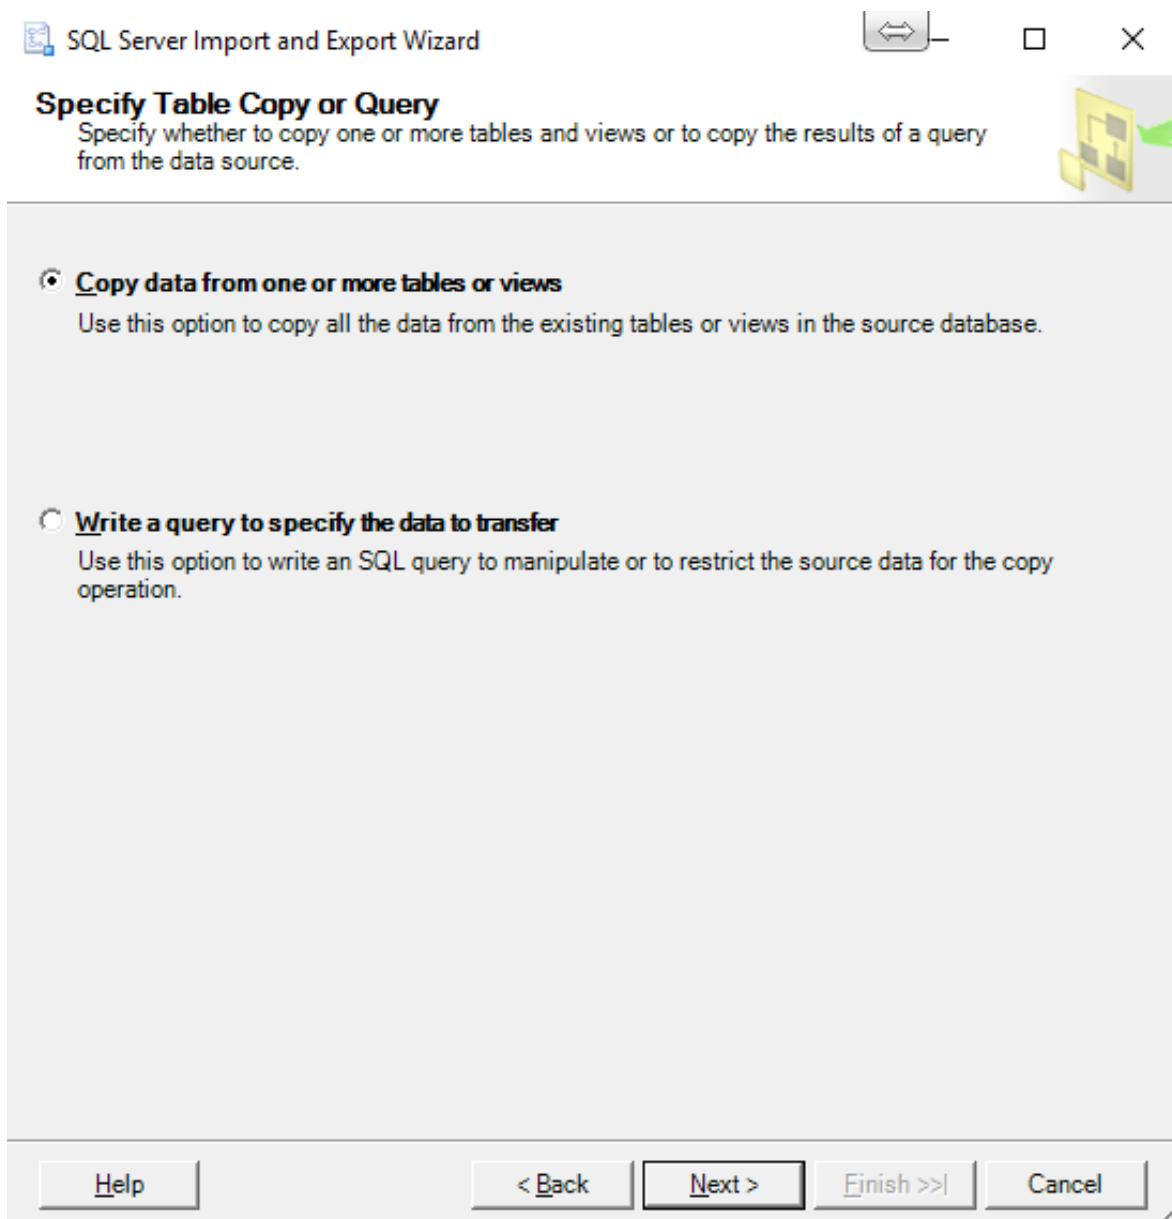 SQL Server Import and Export Wizard
Specify Table Copy or Query
Specify whether to copy one or more tables and views or to copy the results of a query
from the data source.
Copy data from one or more tables or views
Use this option to copy all the data from the existing tables or views in the source database.
Write a query to specify the data to transfer
Use this option to write an SQL query to manipulate or to restrict the source data for the copy
operation.
Help < Back Next > Finish >>| Cancel